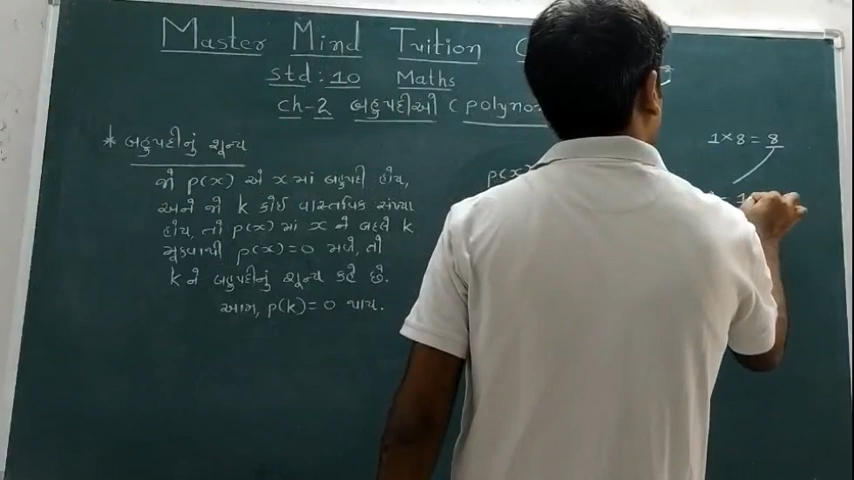 Master Mind Tuition
std : 10 Maths
ch-2 બહુપદીઓ (polyno
* બહુપદીનું શૂન્ય
જો p(x) એ x માં બહુપદી હોય,
અને જો k કોઈ વાસ્તવિક સંખ્યા
હોય, તો p(x) માં x ને બદલે k
મૂકવાથી p(x) = 0 મળે, તો
k ને બહુપદીનું શૂન્ય કહે છે.
આમ, p(k) = 0 થાય.
p(x)
1 × 8 = 8